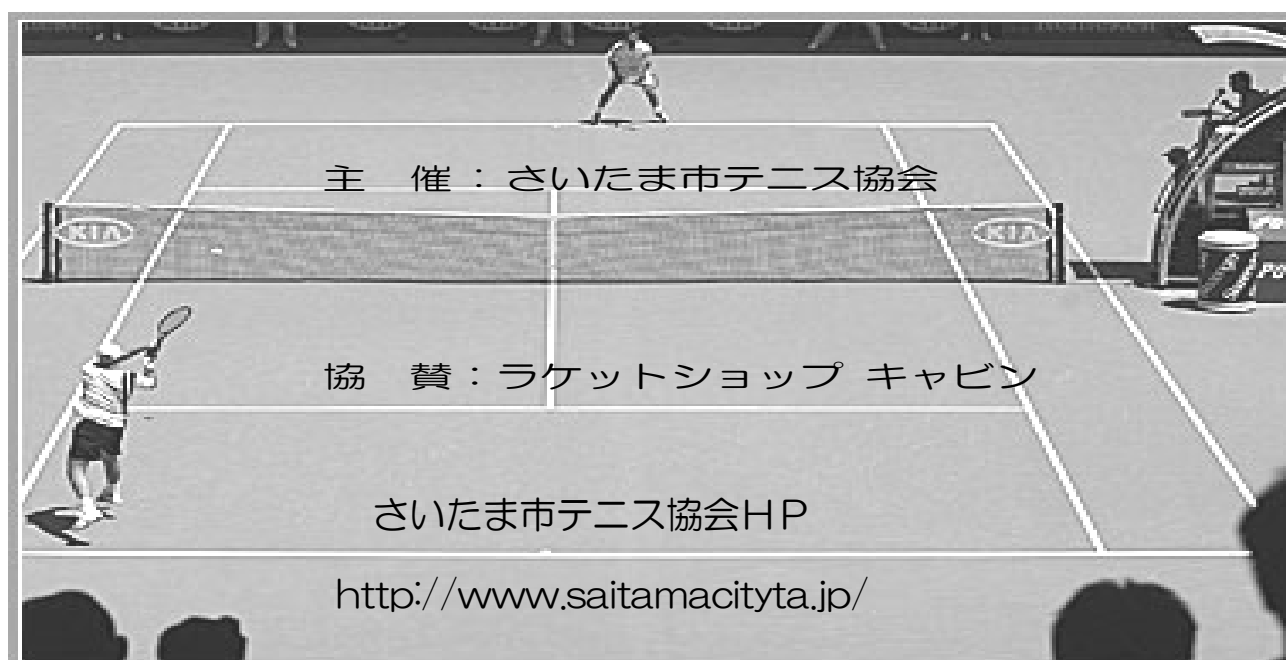 主　催：さいたま市テニス協会
KIA
KIA
協　賛：ラケットショップ キャビン
さいたま市テニス協会ＨＰ
http://www.saitamacityta.jp/